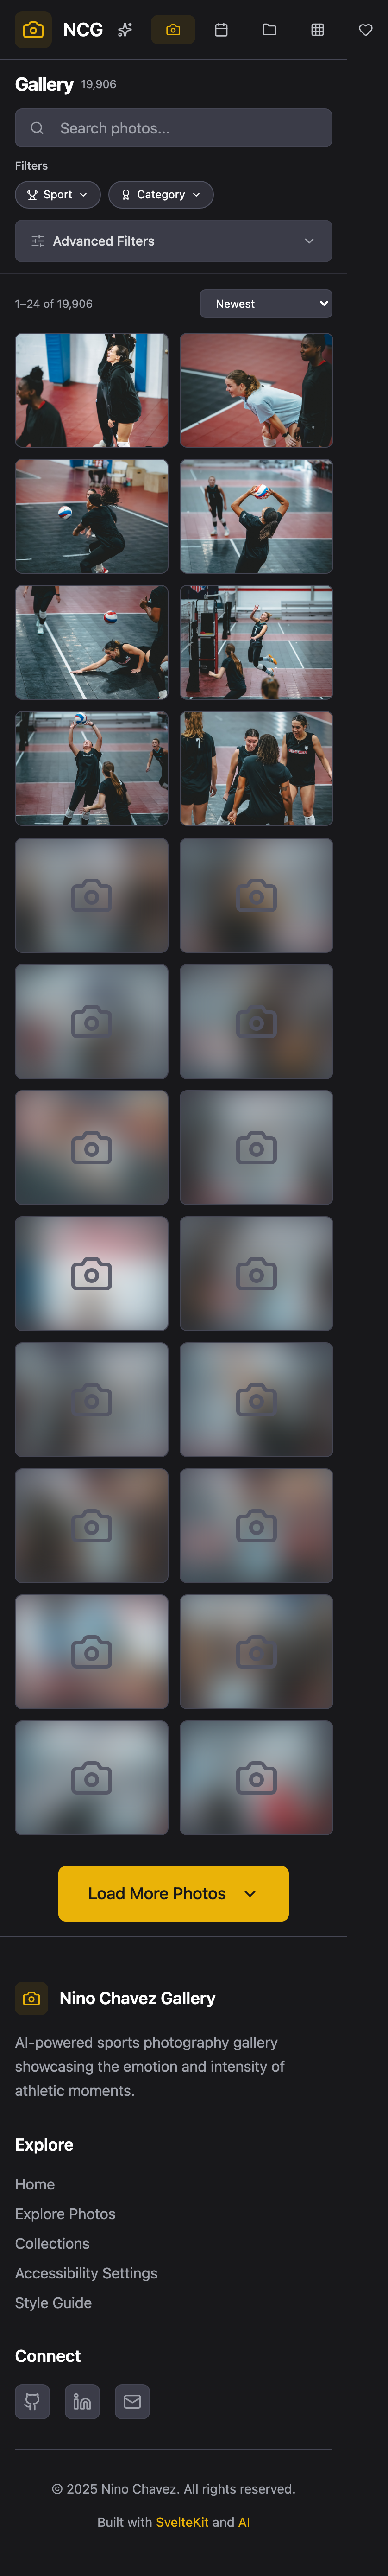 NCG
Gallery 19,906
Search photos...
Filters
Sport
Category
Advanced Filters
1–24 of 19,906
Newest
Load More Photos
Nino Chavez Gallery
AI-powered sports photography gallery
showcasing the emotion and intensity of
athletic moments.
Explore
Home
Explore Photos
Collections
Accessibility Settings
Style Guide
Connect
© 2025 Nino Chavez. All rights reserved.
Built with SvelteKit and AI